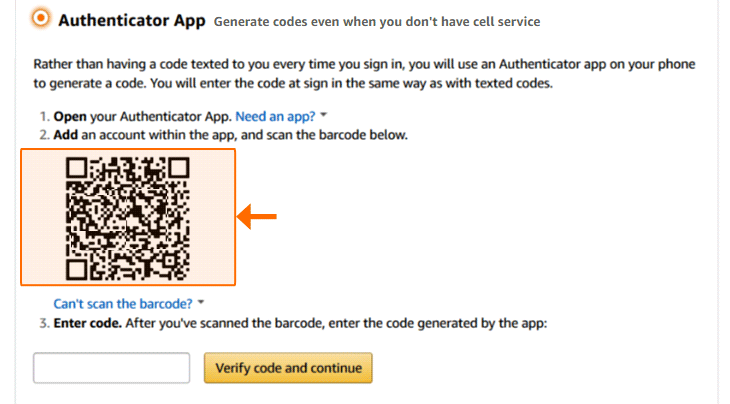 Authenticator App Generate codes even when you don't have cell service
Rather than having a code texted to you every time you sign in, you will use an Authenticator app on your phone
to generate a code. You will enter the code at sign in the same way as with texted codes.
1. Open your Authenticator App. Need an app?
2. Add an account within the app, and scan the barcode below.
Can't scan the barcode?
3. Enter code. After you've scanned the barcode, enter the code generated by the app:
Verify code and continue